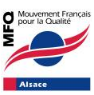 MFQ
Mouvement Français
pour la Qualité
Alsace